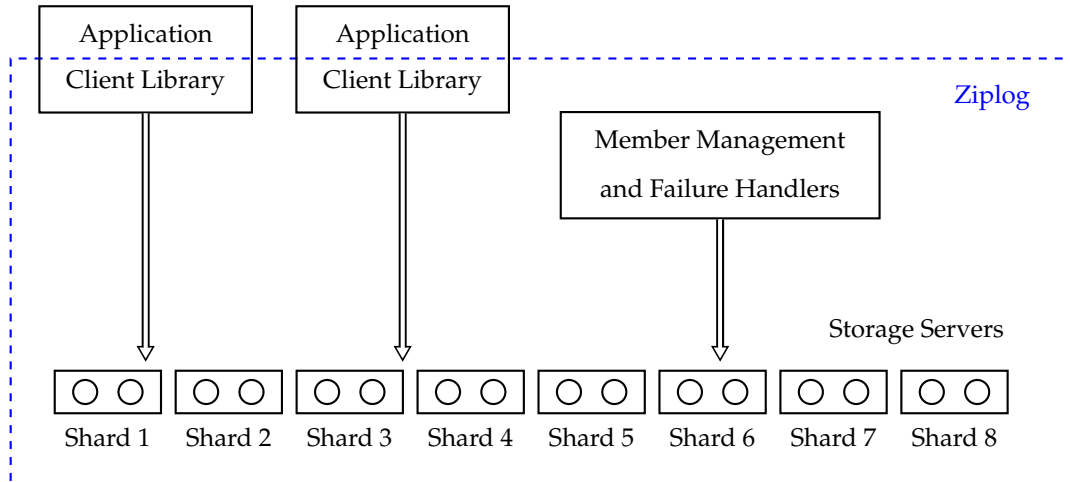 Application
Client Library
Application
Client Library
Ziplog
Member Management
and Failure Handlers
Storage Servers
Shard 1
Shard 2
Shard 3
Shard 4
Shard 5
Shard 6
Shard 7
Shard 8